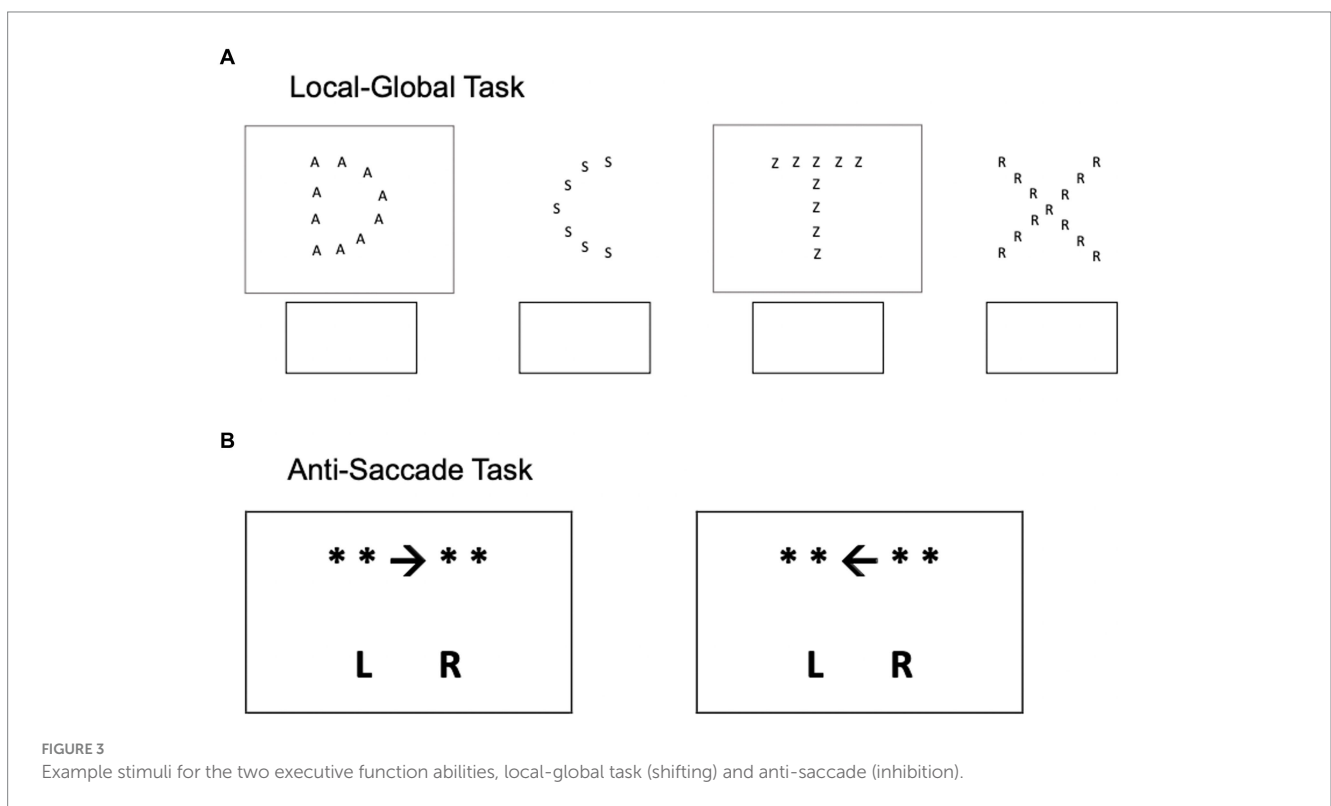 A
Local-Global Task
A A A S S Z Z Z Z Z R R
A A S Z R R
A A S Z R R R
A A A S S S Z Z R R R R R R
B
Anti-Saccade Task
* * → * * * * ← * *
L R L R
FIGURE 3
Example stimuli for the two executive function abilities, local-global task (shifting) and anti-saccade (inhibition).